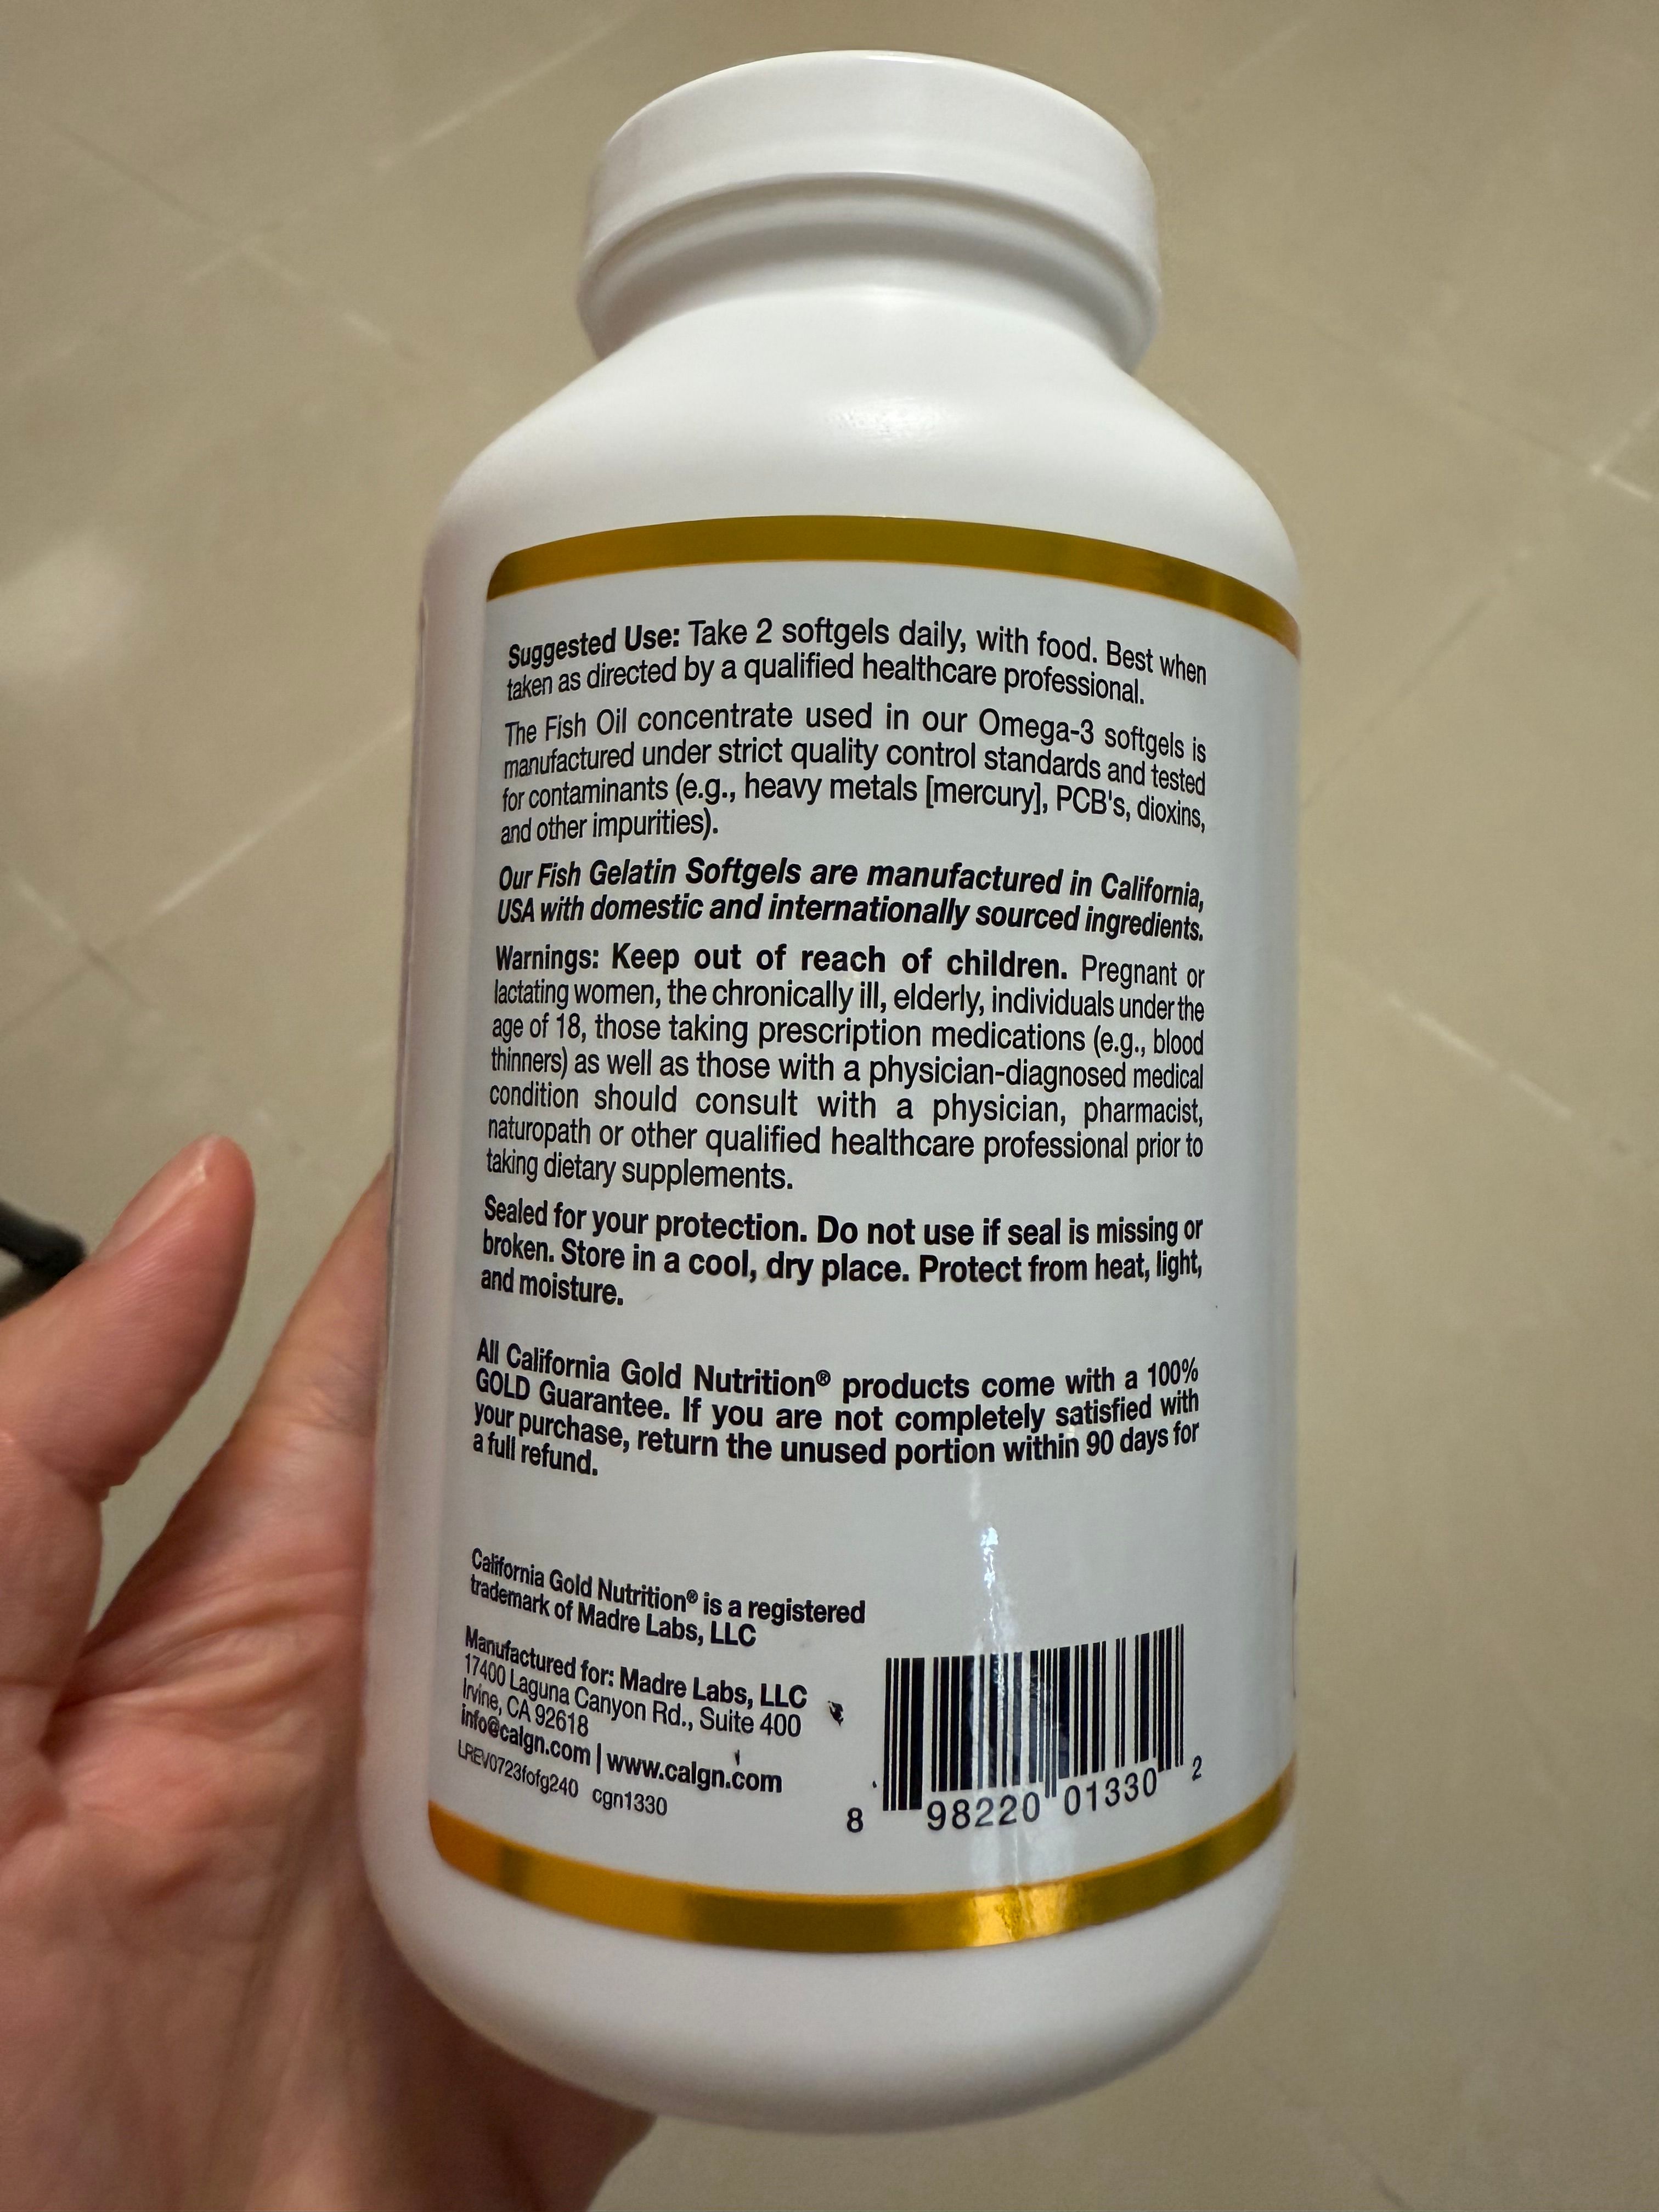 Suggested Use: Take 2 softgels daily, with food. Best when
taken as directed by a qualified healthcare professional.
The Fish Oil concentrate used in our Omega-3 softgels is
manufactured under strict quality control standards and tested
for contaminants (e.g., heavy metals [mercury], PCB's, dioxins,
and other impurities).
Our Fish Gelatin Softgels are manufactured in California,
USA with domestic and internationally sourced ingredients.
Warnings: Keep out of reach of children. Pregnant or
lactating women, the chronically ill, elderly, individuals under the
age of 18, those taking prescription medications (e.g., blood
thinners) as well as those with a physician-diagnosed medical
condition should consult with a physician, pharmacist,
naturopath or other qualified healthcare professional prior to
taking dietary supplements.
Sealed for your protection. Do not use if seal is missing or
broken. Store in a cool, dry place. Protect from heat, light,
and moisture.
All California Gold Nutrition® products come with a 100%
GOLD Guarantee. If you are not completely satisfied with
your purchase, return the unused portion within 90 days for
a full refund.
California Gold Nutrition® is a registered
trademark of Madre Labs, LLC
Manufactured for: Madre Labs, LLC
17400 Laguna Canyon Rd., Suite 400
Irvine, CA 92618
info@calgn.com | www.calgn.com
LREV0723fofg240 cgn1330
8 98220 01330 2